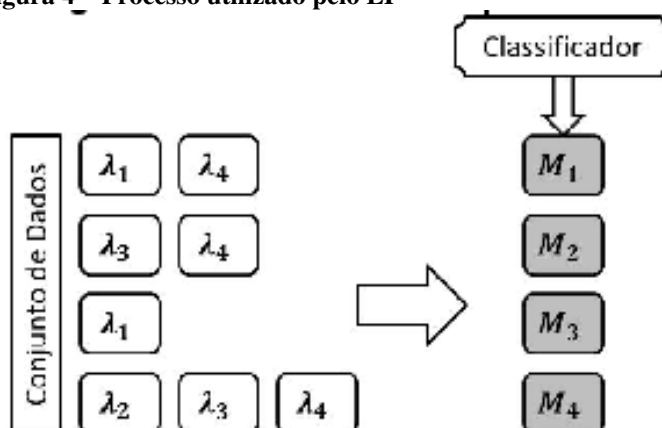 Processo utilizado pelo
Classificador
Conjunto de Dados
λ₁ λ₄ M₁
λ₃ λ₄ M₂
λ₁ M₃
λ₂ λ₃ λ₄ M₄